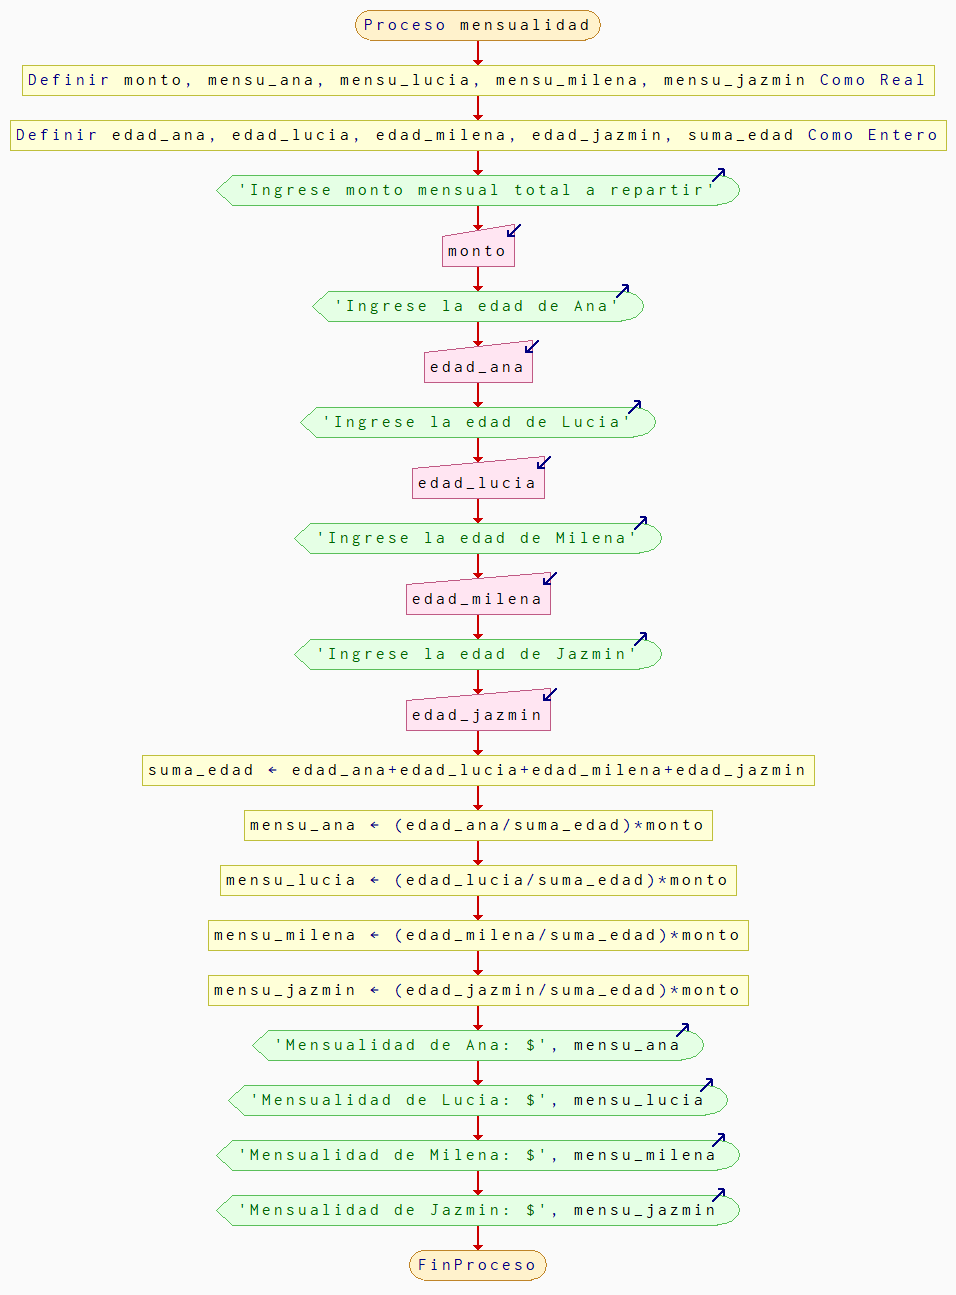 Proceso mensualidad
Definir monto, mensu_ana, mensu_lucia, mensu_milena, mensu_jazmin Como Real
Definir edad_ana, edad_lucia, edad_milena, edad_jazmin, suma_edad Como Entero
'Ingrese monto mensual total a repartir'
monto
'Ingrese la edad de Ana'
edad_ana
'Ingrese la edad de Lucia'
edad_lucia
'Ingrese la edad de Milena'
edad_milena
'Ingrese la edad de Jazmin'
edad_jazmin
suma_edad ← edad_ana+edad_lucia+edad_milena+edad_jazmin
mensu_ana ← (edad_ana/suma_edad)*monto
mensu_lucia ← (edad_lucia/suma_edad)*monto
mensu_milena ← (edad_milena/suma_edad)*monto
mensu_jazmin ← (edad_jazmin/suma_edad)*monto
'Mensualidad de Ana: $', mensu_ana
'Mensualidad de Lucia: $', mensu_lucia
'Mensualidad de Milena: $', mensu_milena
'Mensualidad de Jazmin: $', mensu_jazmin
FinProceso